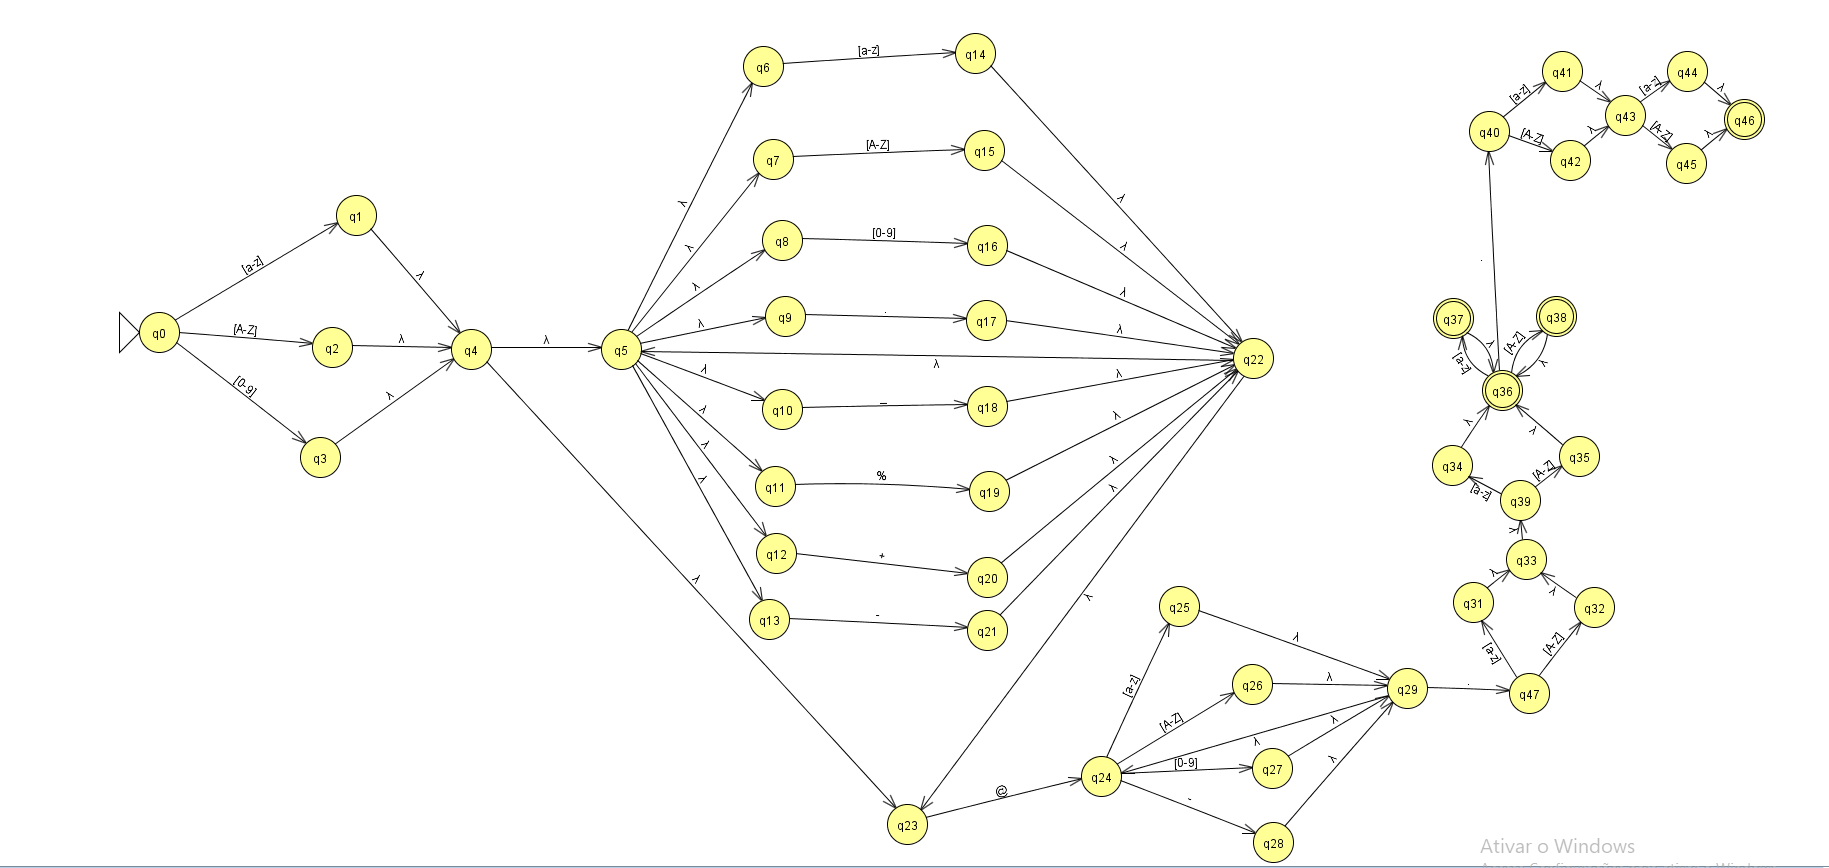 q6
[a-z]
q14
q41
λ
[a-z]
q44
λ
[a-z]
q40
q43
q46
[A-Z]
λ
[A-Z]
λ
q42
q45
q7
[A-Z]
q15
λ
λ
q1
[a-z]
λ
λ
q8
[0-9]
q16
λ
λ
.
q0
[A-Z]
q2
λ
q4
λ
q5
λ
q9
.
q17
λ
λ
q22
q37
q38
λ
[A-Z]
[a-z]
λ
q36
[0-9]
λ
q3
λ
q10
_
q18
λ
λ
q11
%
q19
λ
λ
λ
q34
q35
[a-z]
[A-Z]
q39
λ
q12
+
q20
λ
λ
q33
λ
q13
-
q21
λ
λ
λ
q31
λ
q32
[a-z]
[A-Z]
q25
λ
[a-z]
q26
λ
q29
.
q47
[A-Z]
λ
λ
q24
[0-9]
q27
λ
-
q28
q23
@
Ativar o Windows